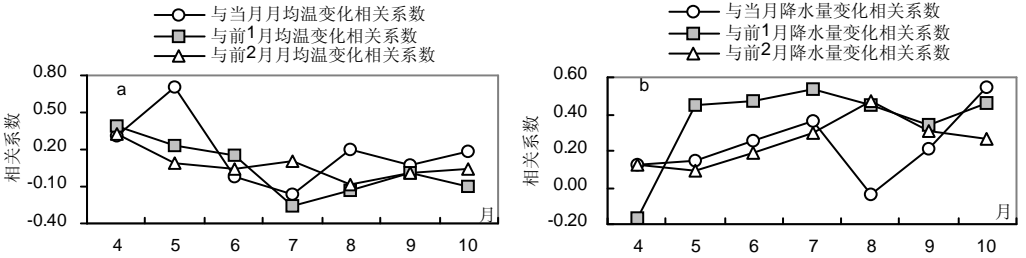 与当月月均温变化相关系数
与前1月月均温变化相关系数
与前2月月均温变化相关系数
相关系数
0.80
0.50
0.20
-0.10
-0.40
a
月
4 5 6 7 8 9 10
与当月降水量变化相关系数
与前1月降水量变化相关系数
与前2月降水量变化相关系数
相关系数
0.60
0.40
0.20
0.00
-0.20
b
月
4 5 6 7 8 9 10